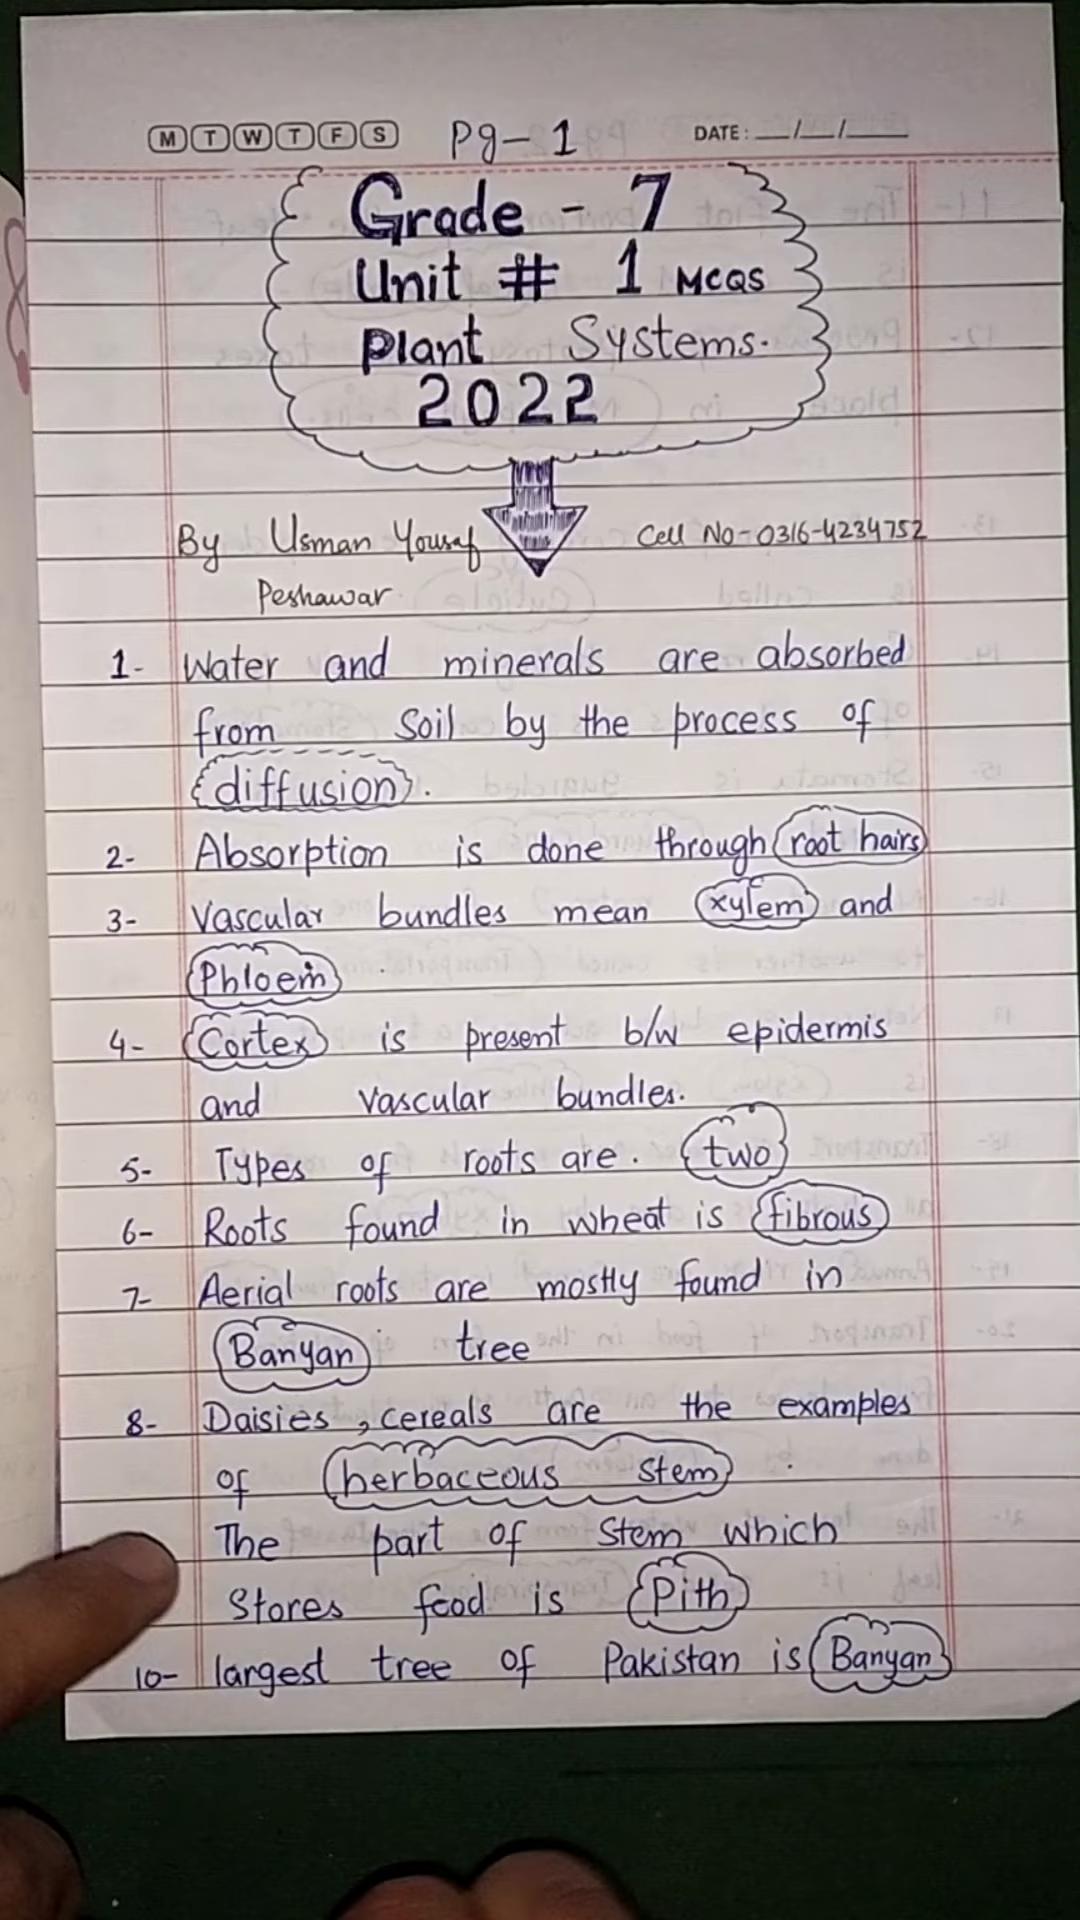 M T W T F S Pg-1 DATE: __/__/____
Grade - 7
Unit # 1 MCQS
Plant Systems.
2022
By Usman Yousaf Cell No-0316-4234752
Peshawar
1- Water and minerals are absorbed
from soil by the process of
diffusion.
2- Absorption is done through root hairs
3- Vascular bundles mean xylem and
Phloem
4- Cortex is present b/w epidermis
and vascular bundles.
5- Types of roots are. two
6- Roots found in wheat is fibrous
7- Aerial roots are mostly found in
Banyan tree
8- Daisies, cereals are the examples
of herbaceous stem
The part of stem which
Stores food is Pith
10- largest tree of Pakistan is Banyan